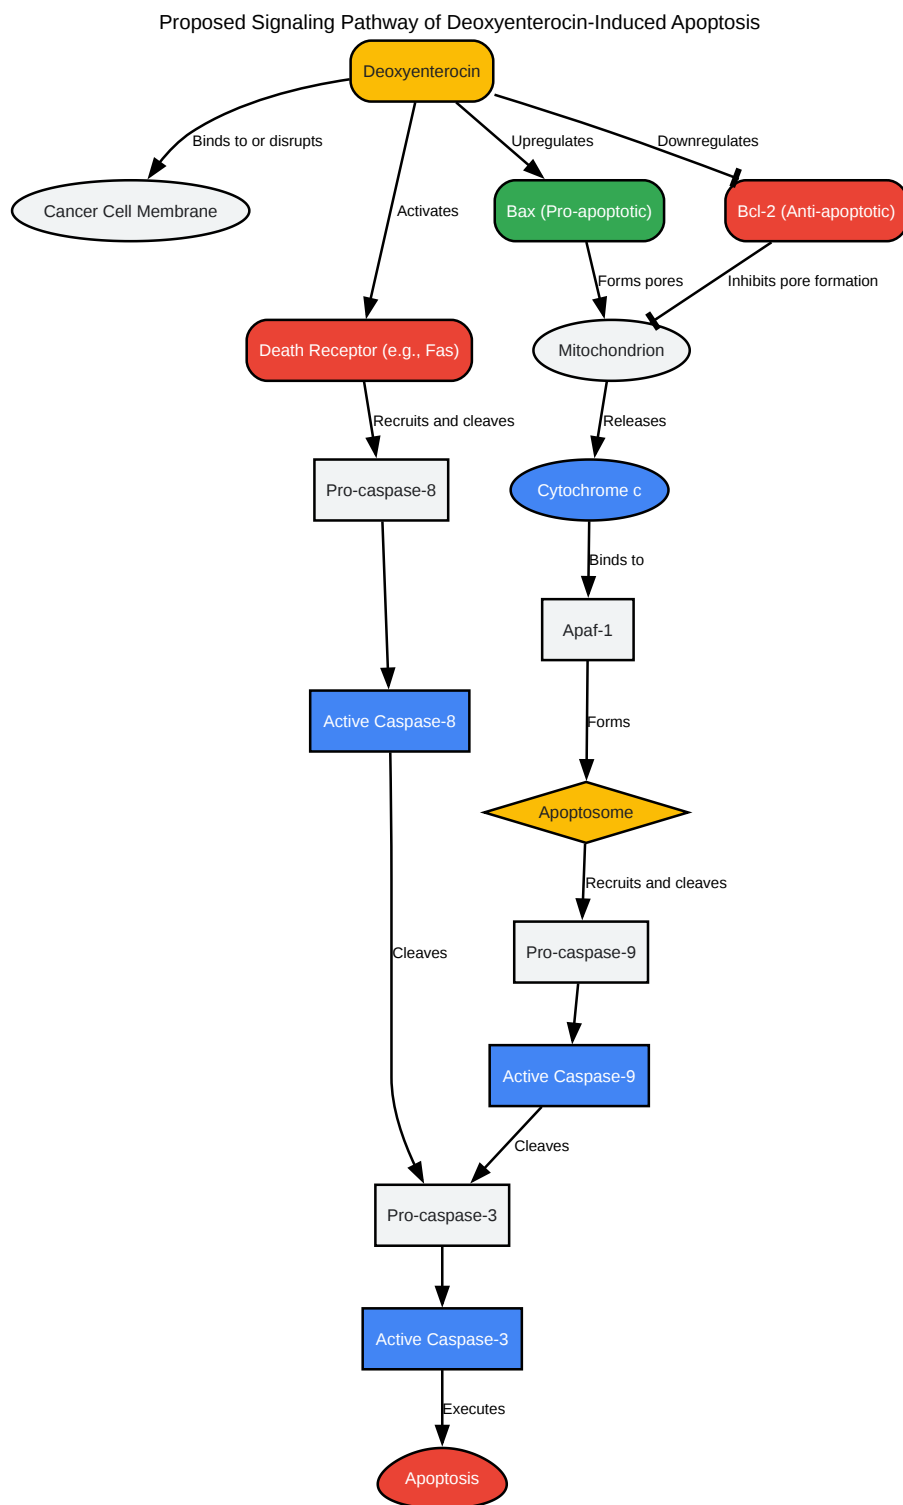 Proposed Signaling Pathway of Deoxyenterocin-Induced Apoptosis
Deoxyenterocin
Binds to or disrupts
Upregulates
Downregulates
Cancer Cell Membrane
Activates
Bax (Pro-apoptotic)
Bcl-2 (Anti-apoptotic)
Forms pores
Inhibits pore formation
Death Receptor (e.g., Fas)
Mitochondrion
Recruits and cleaves
Releases
Pro-caspase-8
Cytochrome c
Binds to
Apaf-1
Active Caspase-8
Forms
Apoptosome
Recruits and cleaves
Cleaves
Pro-caspase-9
Active Caspase-9
Cleaves
Pro-caspase-3
Active Caspase-3
Executes
Apoptosis